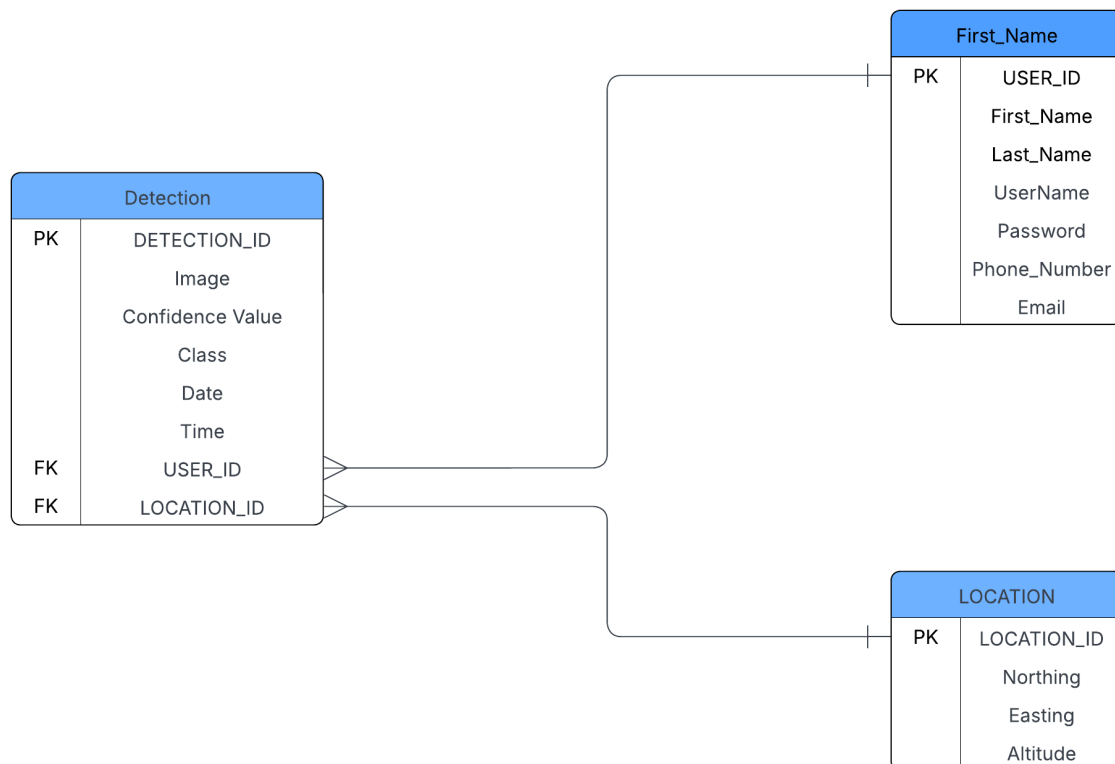 First_Name
PK USER_ID
First_Name
Last_Name
UserName
Password
Phone_Number
Email
Detection
PK DETECTION_ID
Image
Confidence Value
Class
Date
Time
FK USER_ID
FK LOCATION_ID
LOCATION
PK LOCATION_ID
Northing
Easting
Altitude